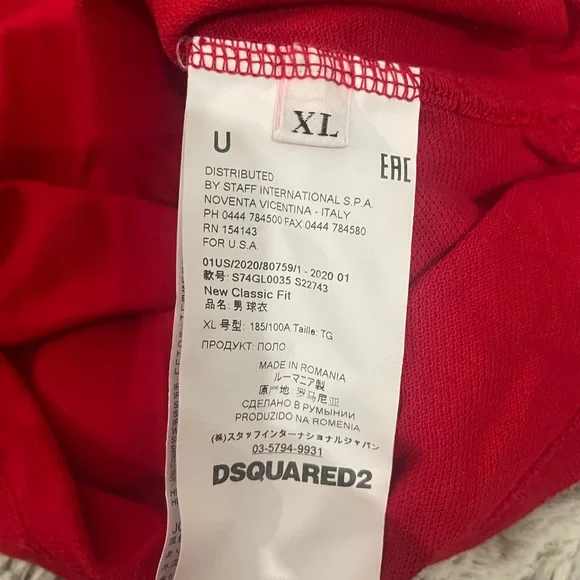 XL
U
EAC
DISTRIBUTED
BY STAFF INTERNATIONAL S.P.A.
NOVENTA VICENTINA - ITALY
PH 0444 784500 FAX 0444 784580
RN 154143
FOR U.S.A.
01US/2020/80759/1 - 2020 01
款号: S74GL0035 S22743
New Classic Fit
品名: 男球衣
XL 号型: 185/100A Taille: TG
ПРОДУКТ: ПОЛО
MADE IN ROMANIA
ルーマニア製
原产地: 罗马尼亚
СДЕЛАНО В РУМЫНИИ
PRODUZIDO NA ROMENIA
(株)スタッフインターナショナルジャパン
03-5794-9931
DSQUARED2